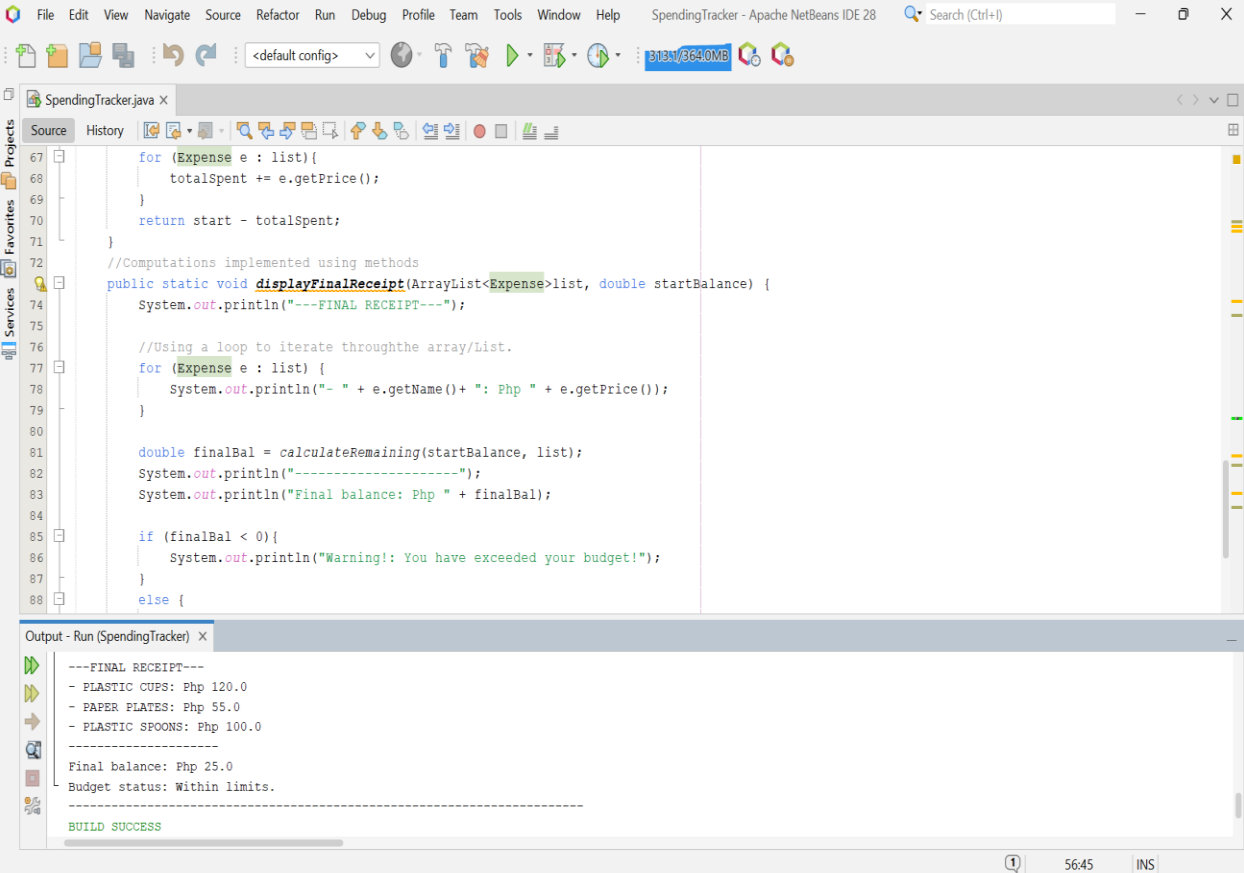 File Edit View Navigate Source Refactor Run Debug Profile Team Tools Window Help SpendingTracker - Apache NetBeans IDE 28 Search (Ctrl+I)
<default config> 313.1/364.0MB
SpendingTracker.java
Source History
Projects
Favorites
Services
67 for (Expense e : list){
68 totalSpent += e.getPrice();
69 }
70 return start - totalSpent;
71 }
72 //Computations implemented using methods
public static void displayFinalReceipt(ArrayList<Expense>list, double startBalance) {
74 System.out.println("---FINAL RECEIPT---");
75
76 //Using a loop to iterate throughthe array/List.
77 for (Expense e : list) {
78 System.out.println("- " + e.getName()+ ": Php " + e.getPrice());
79 }
80
81 double finalBal = calculateRemaining(startBalance, list);
82 System.out.println("---------------------");
83 System.out.println("Final balance: Php " + finalBal);
84
85 if (finalBal < 0){
86 System.out.println("Warning!: You have exceeded your budget!");
87 }
88 else {
Output - Run (SpendingTracker)
---FINAL RECEIPT---
- PLASTIC CUPS: Php 120.0
- PAPER PLATES: Php 55.0
- PLASTIC SPOONS: Php 100.0
---------------------
Final balance: Php 25.0
Budget status: Within limits.
------------------------------------------------------------------------
BUILD SUCCESS
1 56:45 INS